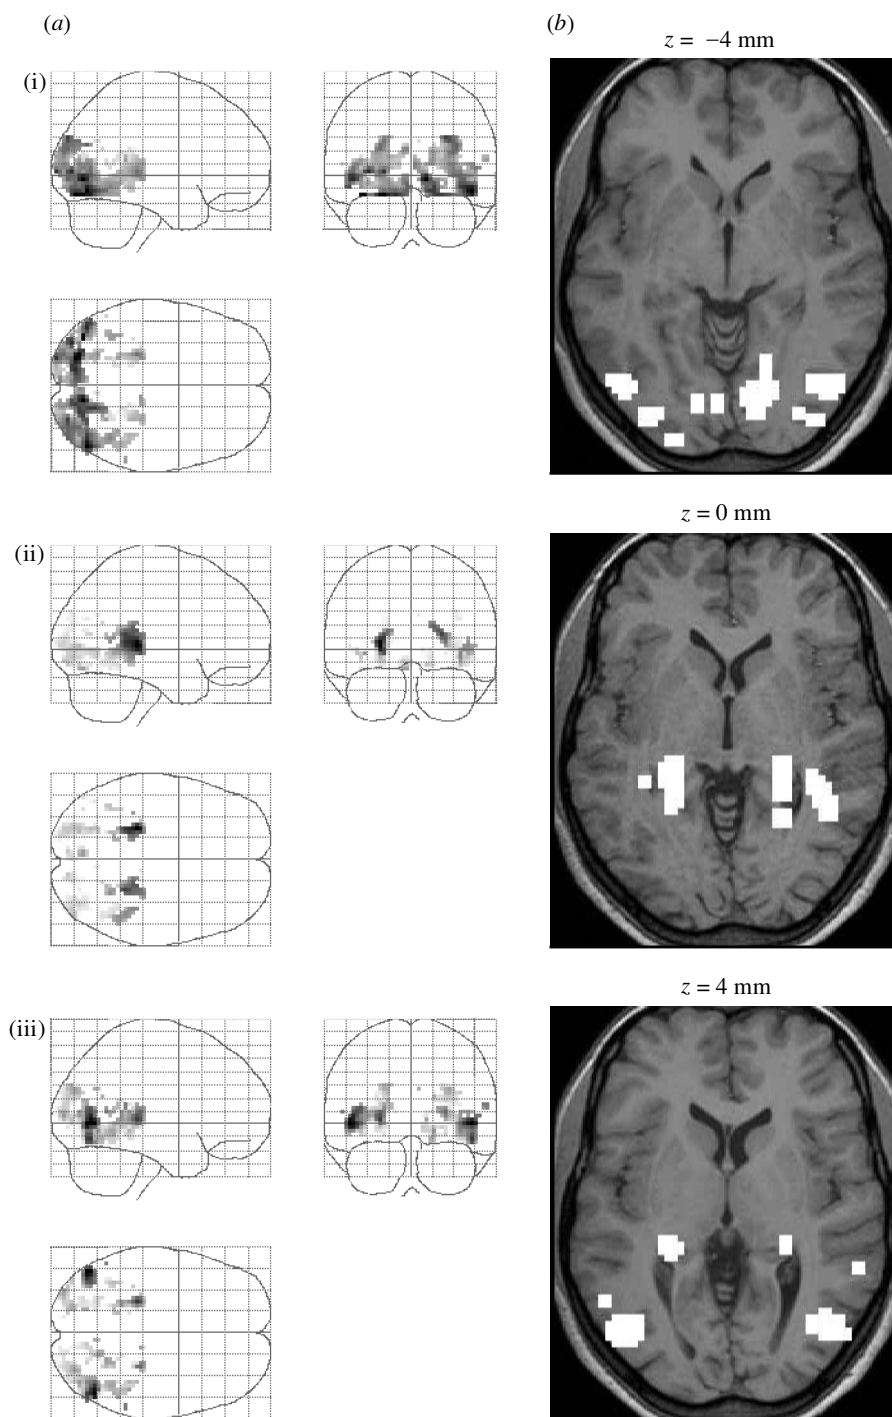 (a)
(b)
z = −4 mm
(i)
z = 0 mm
(ii)
z = 4 mm
(iii)